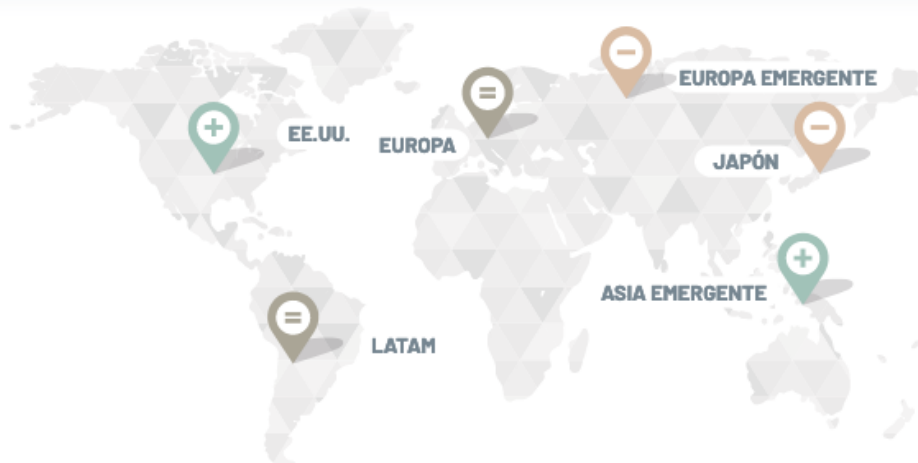 EUROPA EMERGENTE
EE.UU.
EUROPA
JAPÓN
ASIA EMERGENTE
LATAM